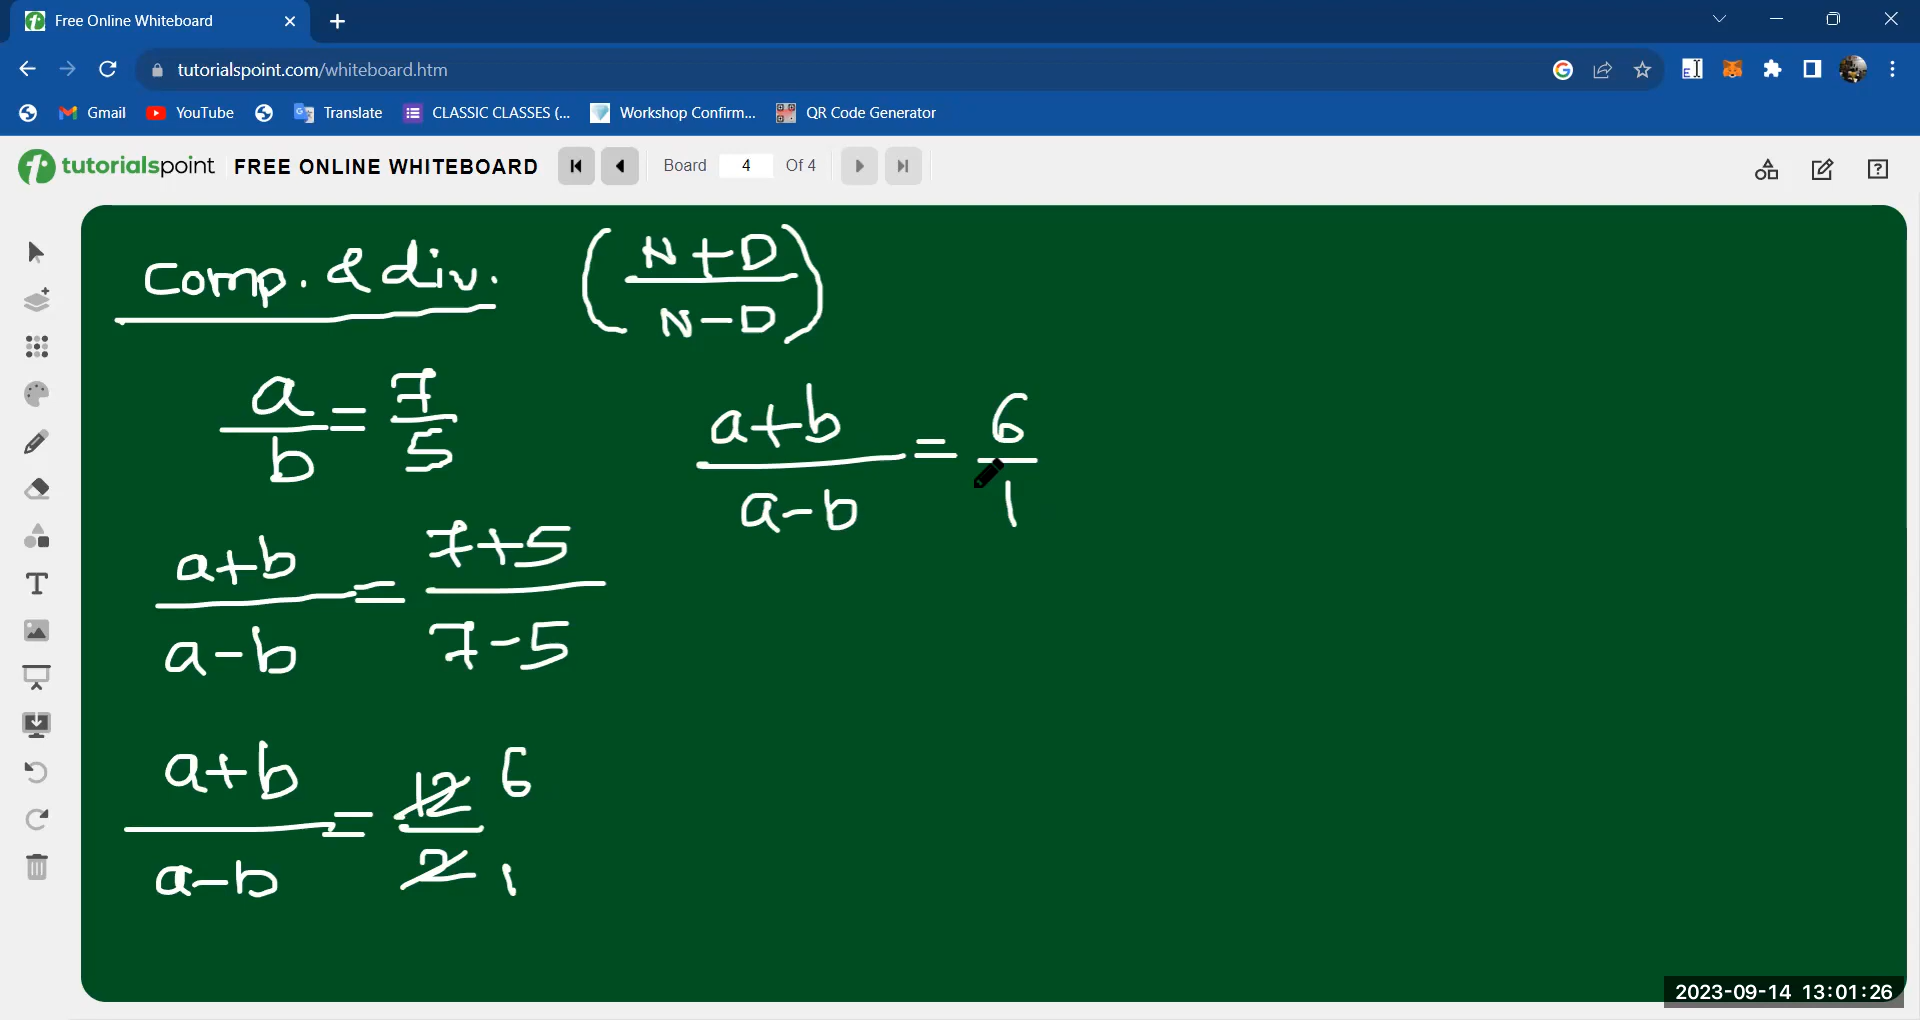 Free Online Whiteboard
tutorialspoint.com/whiteboard.htm
Gmail YouTube Translate CLASSIC CLASSES (... Workshop Confirm... QR Code Generator
tutorialspoint FREE ONLINE WHITEBOARD Board 4 Of 4
Comp. & div. (N+D / N-D)
a/b = 7/5
a+b / a-b = 7+5 / 7-5
a+b / a-b = 12 6 / 2 1
a+b / a-b = 6/1
2023-09-14 13:01:26